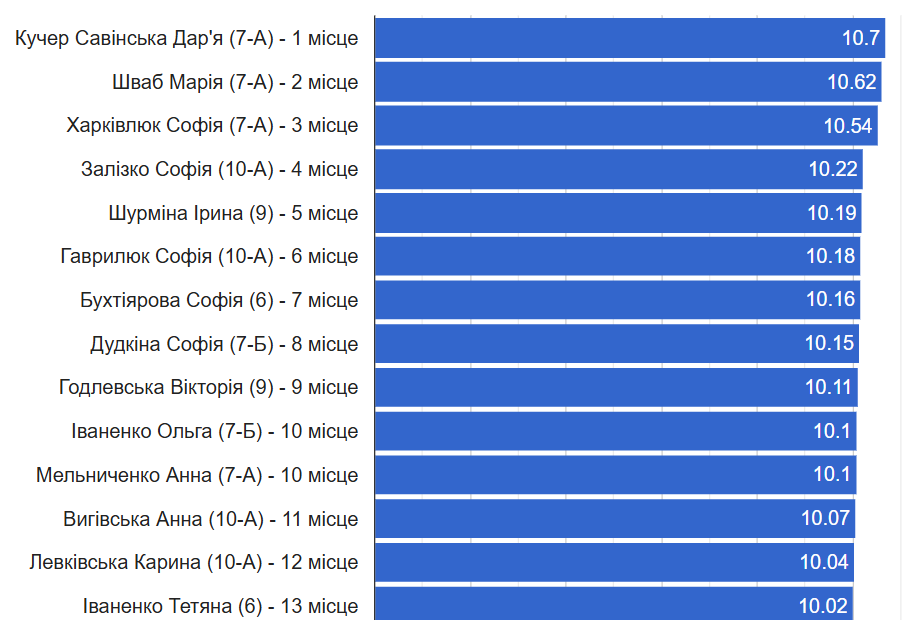 Кучер Савінська Дар'я (7-А) - 1 місце 10.7
Шваб Марія (7-А) - 2 місце 10.62
Харківлюк Софія (7-А) - 3 місце 10.54
Залізко Софія (10-А) - 4 місце 10.22
Шурміна Ірина (9) - 5 місце 10.19
Гаврилюк Софія (10-А) - 6 місце 10.18
Бухтіярова Софія (6) - 7 місце 10.16
Дудкіна Софія (7-Б) - 8 місце 10.15
Годлевська Вікторія (9) - 9 місце 10.11
Іваненко Ольга (7-Б) - 10 місце 10.1
Мельниченко Анна (7-А) - 10 місце 10.1
Вигівська Анна (10-А) - 11 місце 10.07
Левківська Карина (10-А) - 12 місце 10.04
Іваненко Тетяна (6) - 13 місце 10.02